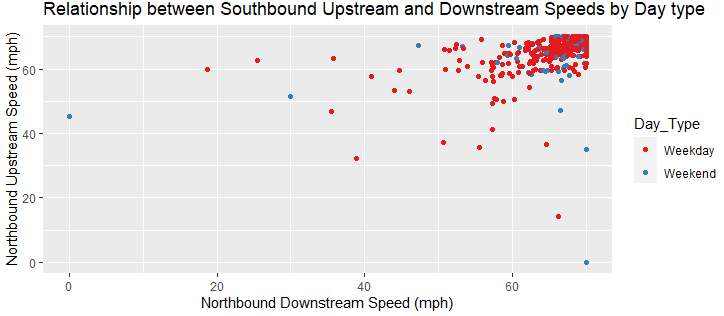 Relationship between Southbound Upstream and Downstream Speeds by Day type
Northbound Upstream Speed (mph)
60
40
20
0
0
20
40
60
Northbound Downstream Speed (mph)
Day_Type
Weekday
Weekend